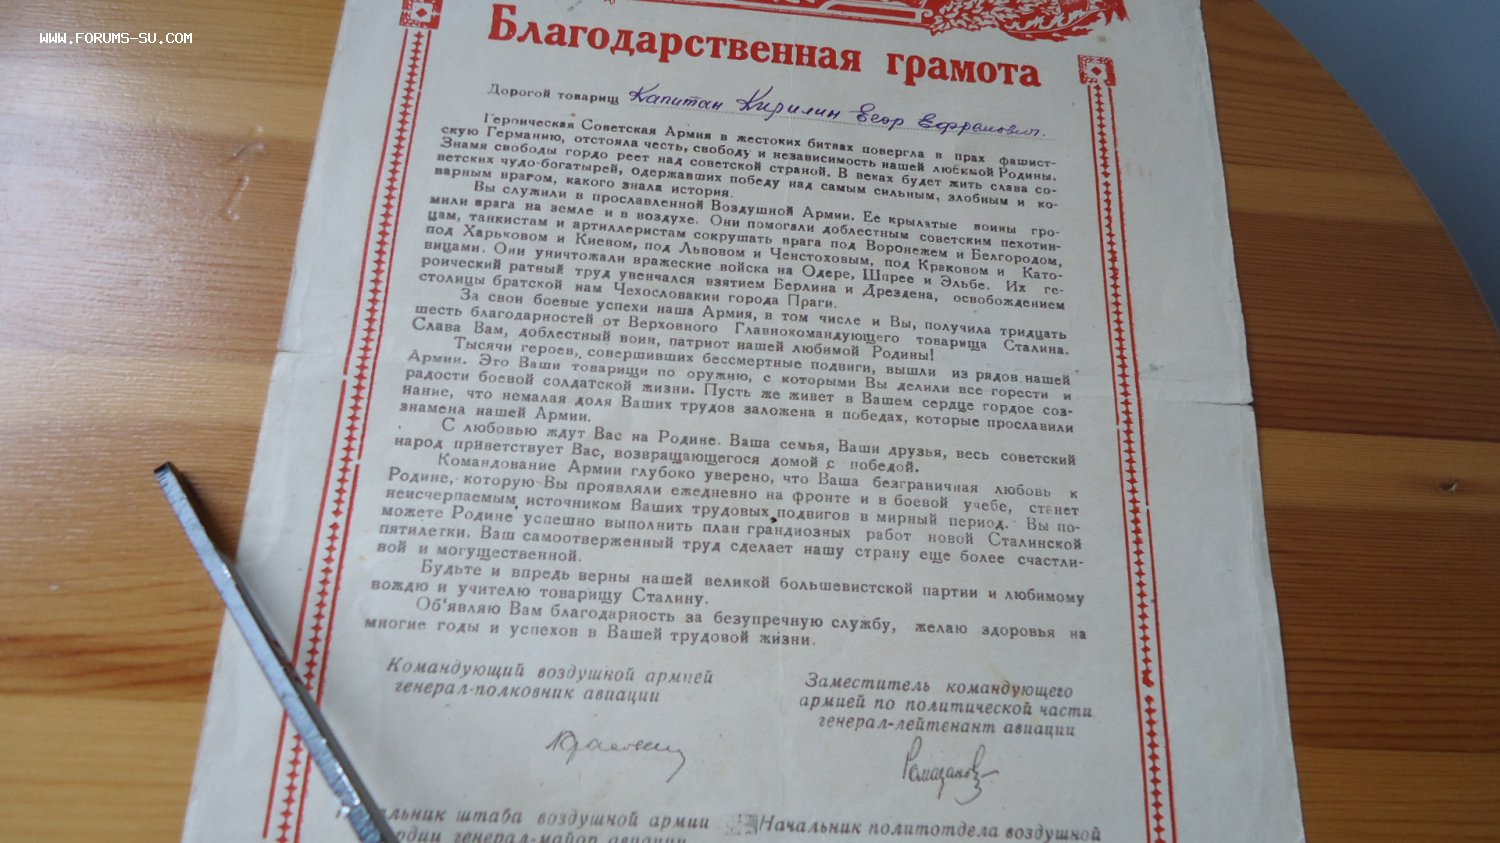 WWW.FORUMS-SU.COM
Благодарственная грамота
Дорогой товарищ Капитан Кирилин Егор Ефремович.
Героическая Советская Армия в жестоких битвах повергла в прах фашист-
скую Германию, отстояла честь, свободу и независимость нашей любимой Родины.
Знамя свободы гордо реет над советской страной. В веках будет жить слава со-
ветских чудо-богатырей, одержавших победу над самым сильным, злобным и ко-
варным врагом, какого знала история.
Вы служили в прославленной Воздушной Армии. Ее крылатые воины гро-
мили врага на земле и в воздухе. Они помогали доблестным советским пехотин-
цам, танкистам и артиллеристам сокрушать врага под Воронежем и Белгородом,
под Харьковом и Киевом, под Львовом и Ченстоховым, под Краковом и Като-
вицами. Они уничтожали вражеские войска на Одере, Шпрее и Эльбе. Их ге-
роический ратный труд увенчался взятием Берлина и Дрездена, освобождением
столицы братской нам Чехословакии города Праги.
За свои боевые успехи наша Армия, в том числе и Вы, получила тридцать
шесть благодарностей от Верховного Главнокомандующего товарища Сталина.
Слава Вам, доблестный воин, патриот нашей любимой Родины!
Тысячи героев, совершивших бессмертные подвиги, вышли из рядов нашей
Армии. Это Ваши товарищи по оружию, с которыми Вы делили все горести и
радости боевой солдатской жизни. Пусть же живет в Вашем сердце гордое соз-
нание, что немалая доля Ваших трудов заложена в победах, которые прославили
знамена нашей Армии.
С любовью ждут Вас на Родине. Ваша семья, Ваши друзья, весь советский
народ приветствует Вас, возвращающегося домой с победой.
Командование Армии глубоко уверено, что Ваша безграничная любовь к
Родине, которую Вы проявляли ежедневно на фронте и в боевой учебе, станет
неисчерпаемым источником Ваших трудовых подвигов в мирный период. Вы по-
можете Родине успешно выполнить план грандиозных работ новой Сталинской
пятилетки. Ваш самоотверженный труд сделает нашу страну еще более счастли-
вой и могущественной.
Будьте и впредь верны нашей великой большевистской партии и любимому
вождю и учителю товарищу Сталину.
Об'являю Вам благодарность за безупречную службу, желаю здоровья на
многие годы и успехов в Вашей трудовой жизни.
Командующий воздушной армией
генерал-полковник авиации
Заместитель командующего
армией по политической части
генерал-лейтенант авиации
Ромазанов
штаба воздушной армии
генерал-майор авиации
Начальник политотдела воздушной